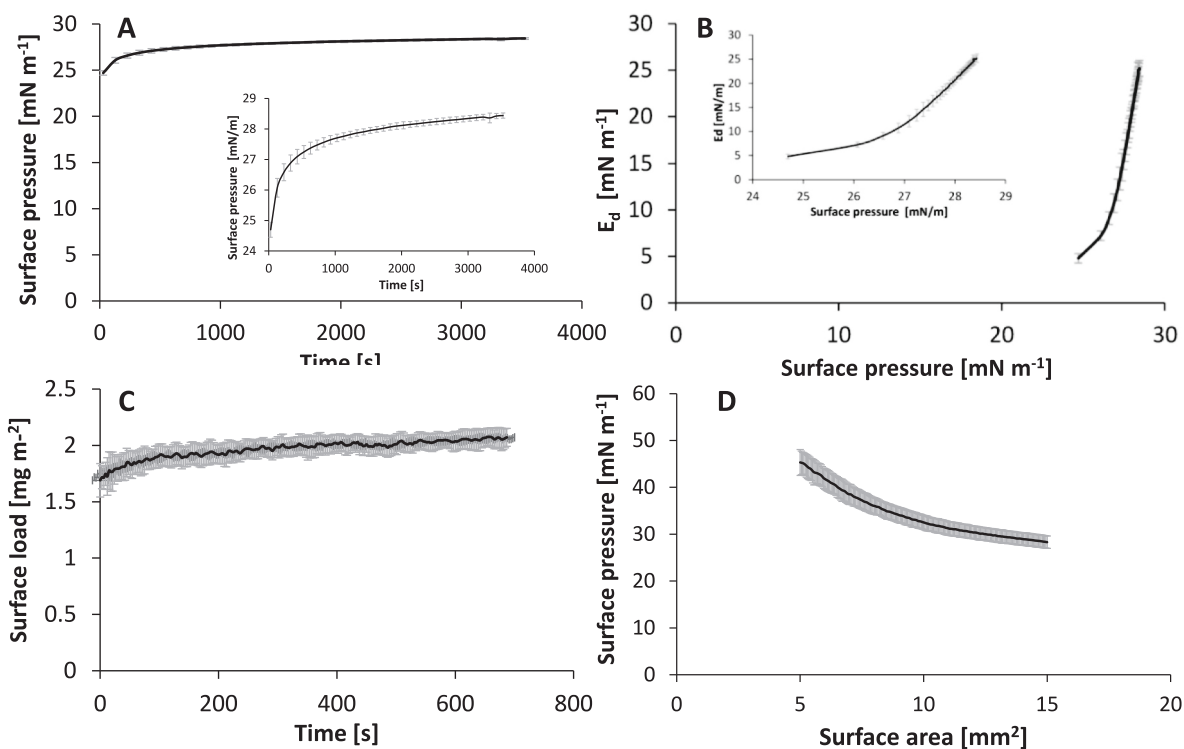 A
Surface pressure [mN m-1]
30
25
20
15
10
5
0
0 1000 2000 3000 4000
Time [s]
Surface pressure [mN/m]
29
28
27
26
25
24
0 1000 2000 3000 4000
Time [s]
B
Ed [mN m-1]
30
25
20
15
10
5
0
0 10 20 30
Surface pressure [mN m-1]
Ed [mN/m]
30
25
20
15
10
5
0
24 25 26 27 28 29
Surface pressure [mN/m]
C
Surface load [mg m-2]
2.5
2
1.5
1
0.5
0
0 200 400 600 800
Time [s]
D
Surface pressure [mN m-1]
60
50
40
30
20
10
0
0 5 10 15 20
Surface area [mm2]